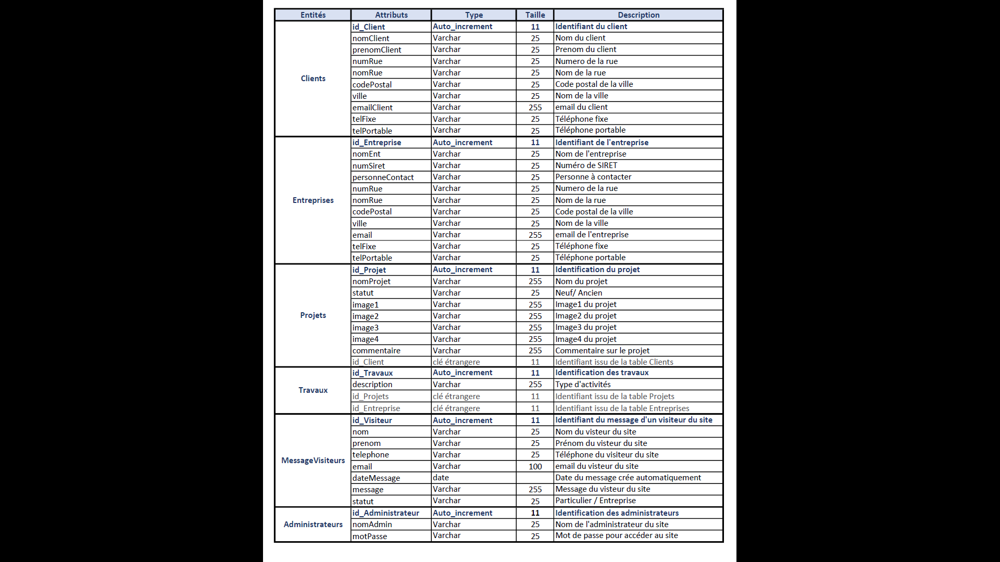 Entités Attributs Type Taille Description
Clients
id_Client Auto_increment 11 Identifiant du client
nomClient Varchar 25 Nom du client
prenomClient Varchar 25 Prenom du client
numRue Varchar 25 Numero de la rue
nomRue Varchar 25 Nom de la rue
codePostal Varchar 25 Code postal de la ville
ville Varchar 25 Nom de la ville
emailClient Varchar 255 email du client
telFixe Varchar 25 Téléphone fixe
telPortable Varchar 25 Téléphone portable
Entreprises
id_Entreprise Auto_increment 11 Identifiant de l'entreprise
nomEnt Varchar 25 Nom de l'entreprise
numSiret Varchar 25 Numéro de SIRET
personneContact Varchar 25 Personne à contacter
numRue Varchar 25 Numero de la rue
nomRue Varchar 25 Nom de la rue
codePostal Varchar 25 Code postal de la ville
ville Varchar 25 Nom de la ville
email Varchar 255 email de l'entreprise
telFixe Varchar 25 Téléphone fixe
telPortable Varchar 25 Téléphone portable
Projets
id_Projet Auto_increment 11 Identification du projet
nomProjet Varchar 255 Nom du projet
statut Varchar 25 Neuf/ Ancien
image1 Varchar 255 Image1 du projet
image2 Varchar 255 Image2 du projet
image3 Varchar 255 Image3 du projet
image4 Varchar 255 Image4 du projet
commentaire Varchar 255 Commentaire sur le projet
id_Client clé étrangere 11 Identifiant issu de la table Clients
Travaux
id_Travaux Auto_increment 11 Identification des travaux
description Varchar 255 Type d'activités
id_Projets clé étrangere 11 Identifiant issu de la table Projets
id_Entreprise clé étrangere 11 Identifiant issu de la table Entreprises
MessageVisiteurs
id_Visiteur Auto_increment 11 Identifiant du message d'un visiteur du site
nom Varchar 25 Nom du visteur du site
prenom Varchar 25 Prénom du visteur du site
telephone Varchar 25 Téléphone du visiteur du site
email Varchar 100 email du visteur du site
dateMessage date Date du message crée automatiquement
message Varchar 255 Message du visteur du site
statut Varchar 25 Particulier / Entreprise
Administrateurs
id_Administrateur Auto_increment 11 Identification des administrateurs
nomAdmin Varchar 25 Nom de l'administrateur du site
motPasse Varchar 25 Mot de passe pour accéder au site